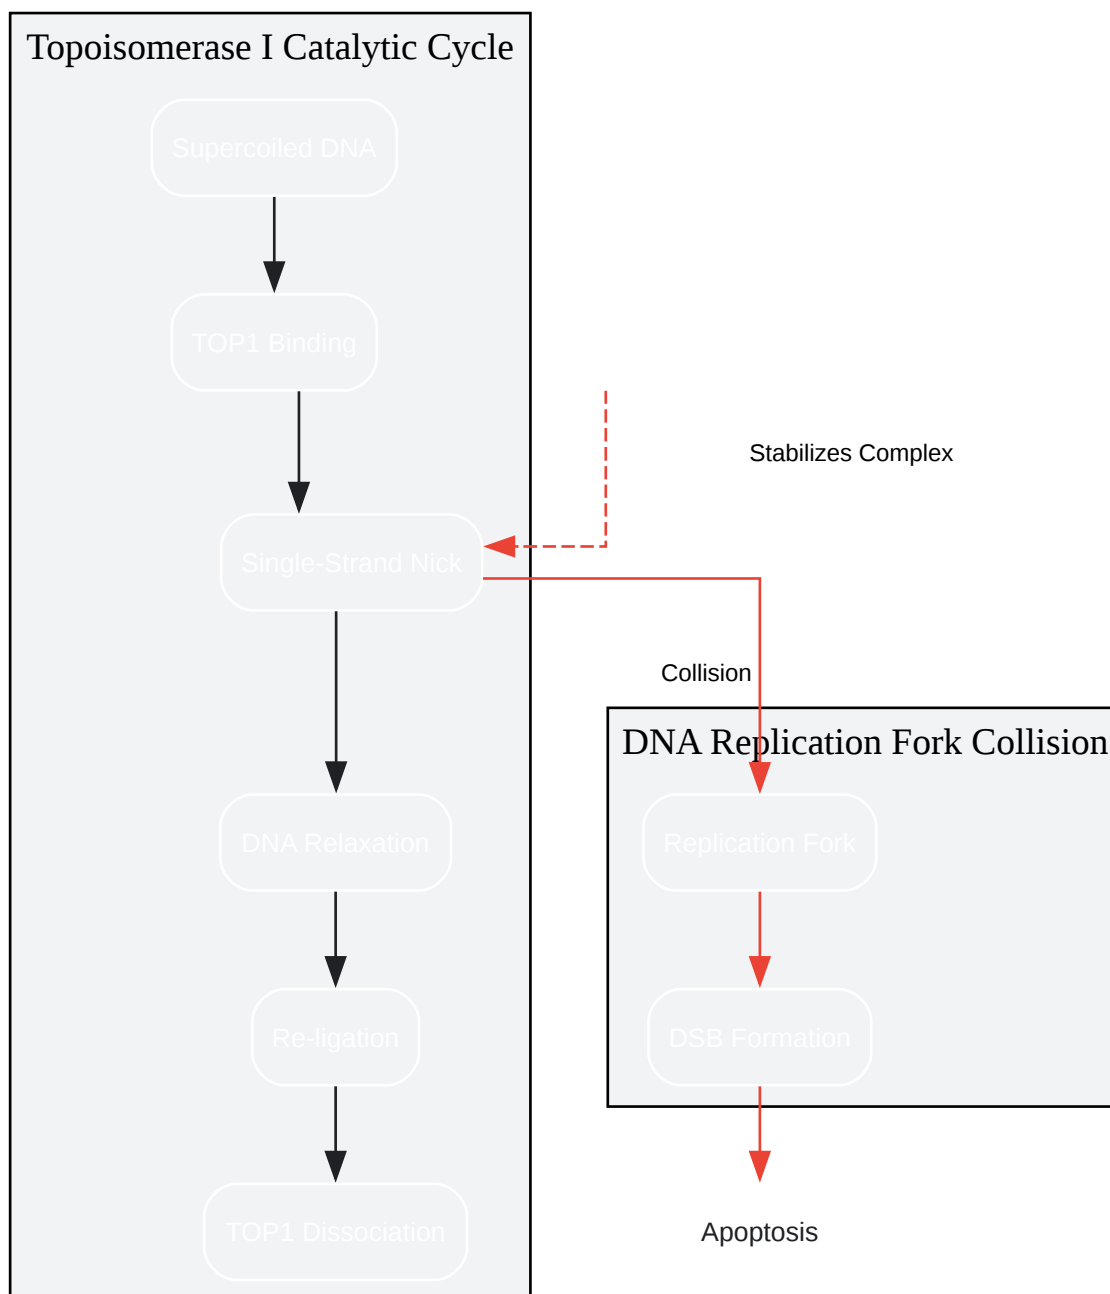 Topoisomerase I Catalytic Cycle
Supercoiled DNA
TOP1 Binding
Stabilizes Complex
Single-Strand Nick
Collision
DNA Replication Fork Collision
DNA Relaxation
Replication Fork
Re-ligation
DSB Formation
TOP1 Dissociation
Apoptosis